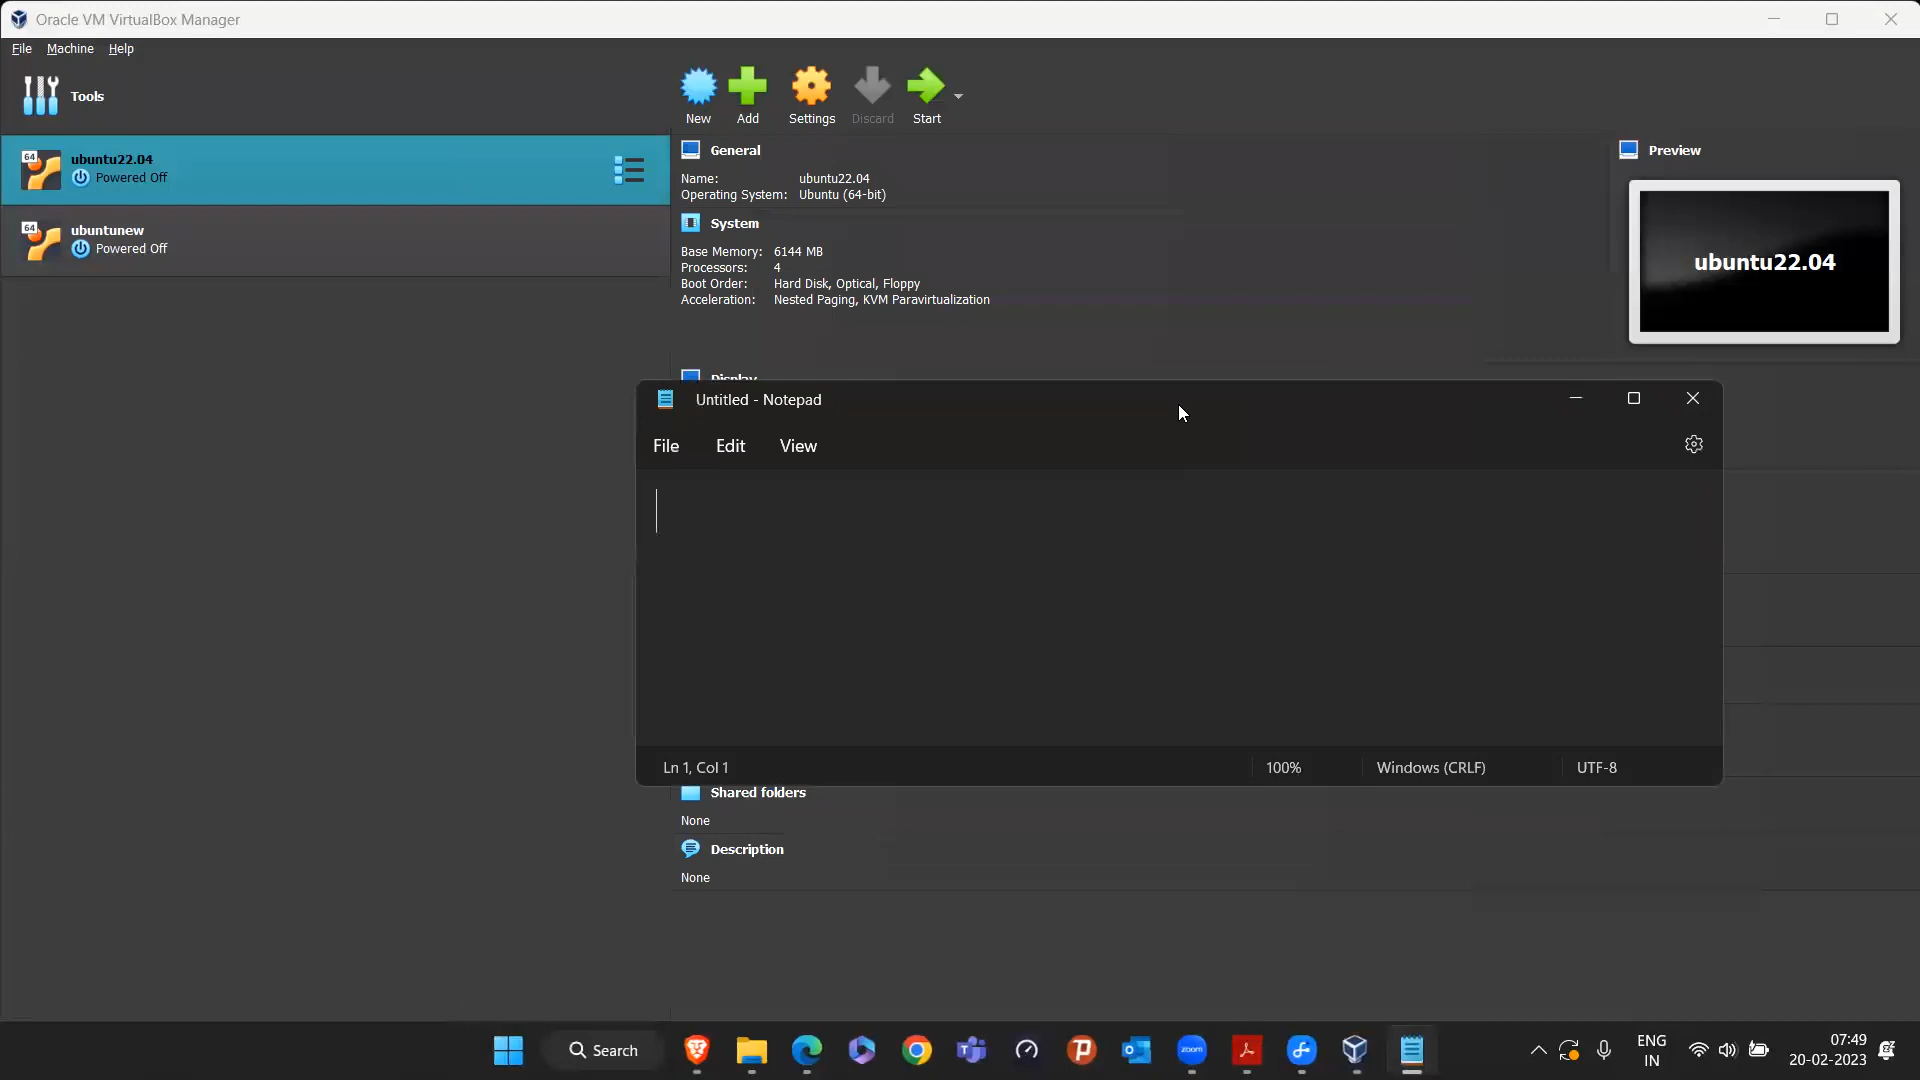 Oracle VM VirtualBox Manager
File Machine Help
Tools
New Add Settings Discard Start
64 ubuntu22.04
Powered Off
64 ubuntunew
Powered Off
General
Name: ubuntu22.04
Operating System: Ubuntu (64-bit)
System
Base Memory: 6144 MB
Processors: 4
Boot Order: Hard Disk, Optical, Floppy
Acceleration: Nested Paging, KVM Paravirtualization
Display
Preview
ubuntu22.04
Untitled - Notepad
File Edit View
Ln 1, Col 1 100% Windows (CRLF) UTF-8
Shared folders
None
Description
None
Search
zoom
ENG
IN
07:49
20-02-2023